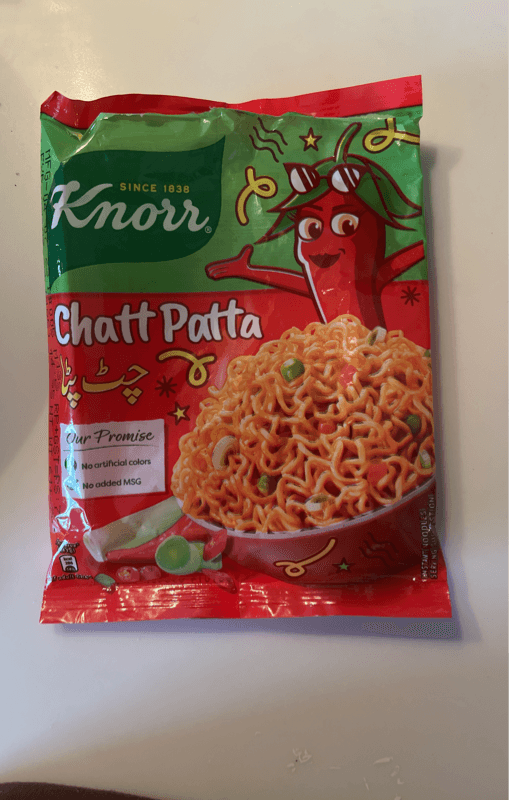 SINCE 1838
Knorr®
Chatt Patta
چٹ پٹا
Our Promise
No artificial colors
No added MSG